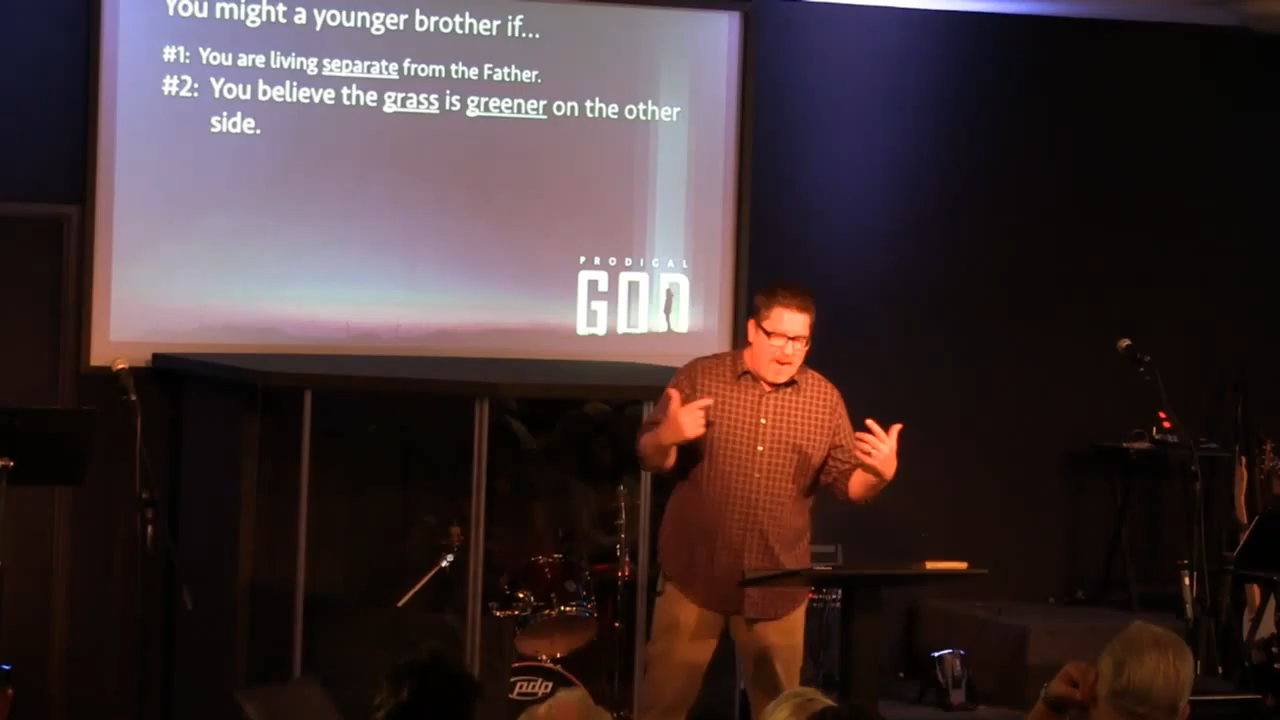 You might a younger brother if...
#1: You are living separate from the Father.
#2: You believe the grass is greener on the other
side.
PRODIGAL
GOD
pdp